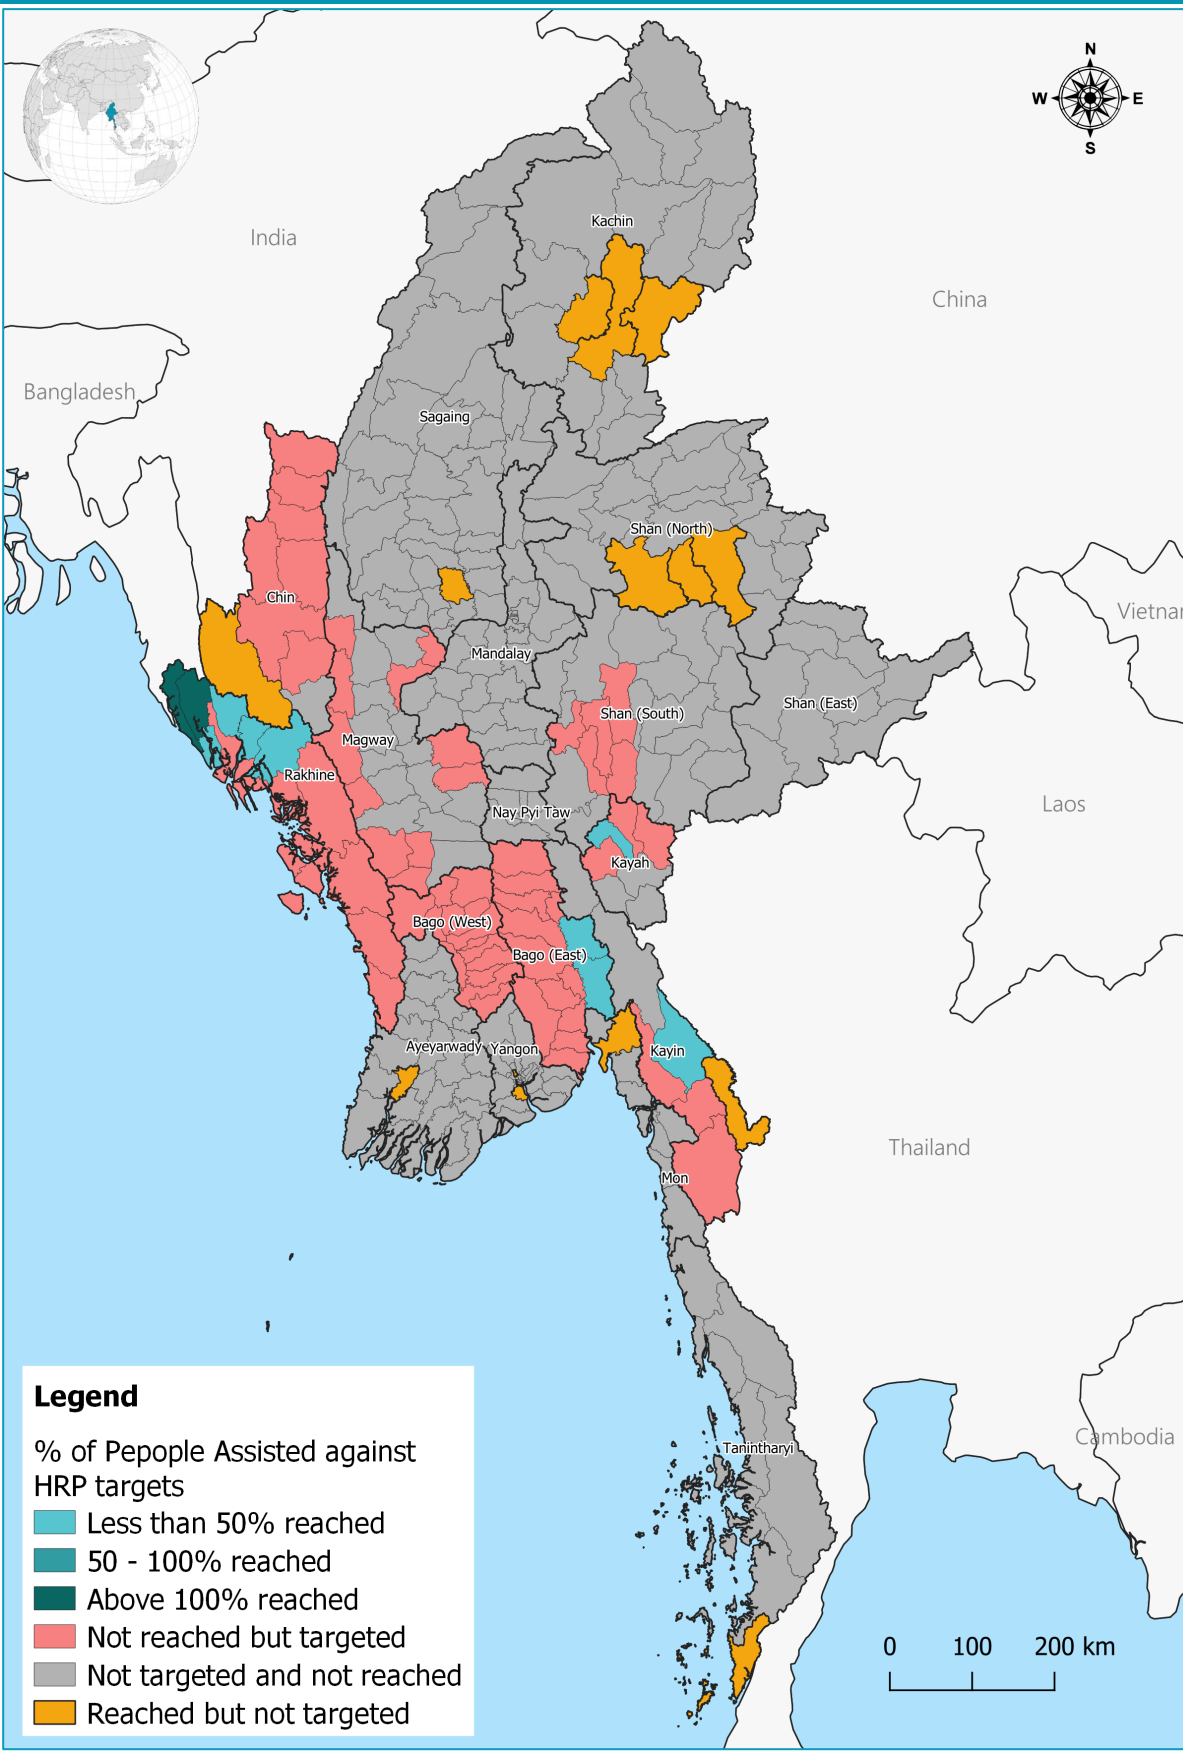 N
W
E
S
Kachin
India
China
Bangladesh
Sagaing
Shan (North)
Chin
Vietnar
Mandalay
Shan (East)
Shan (South)
Magway
Rakhine
Laos
Nay Pyi Taw
Kayah
Bago (West)
Bago (East)
Ayeyarwady
Yangon
Kayin
Thailand
Mon
Legend
% of Pepople Assisted against
HRP targets
Less than 50% reached
50 - 100% reached
Above 100% reached
Not reached but targeted
Not targeted and not reached
Reached but not targeted
Cambodia
Tanintharyi
0 100 200 km